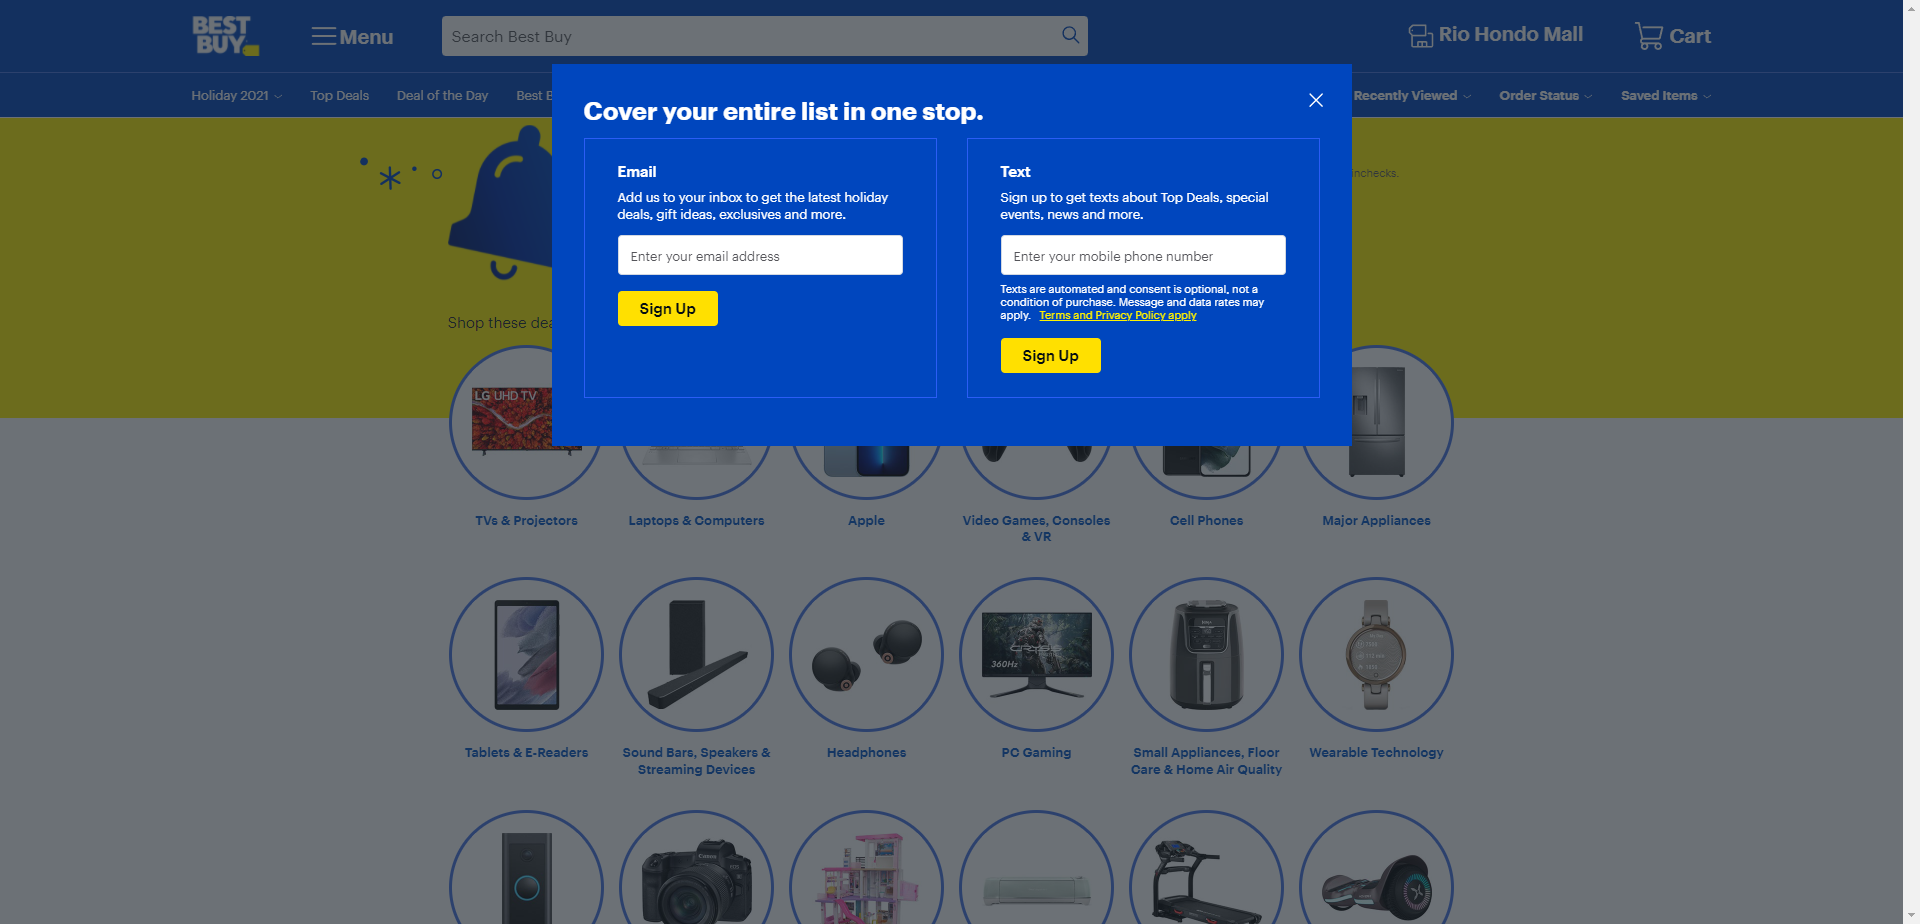 BEST
BUY
Menu
Search Best Buy
Rio Hondo Mall
Cart
Holiday 2021
Top Deals
Deal of the Day
Best B
Recently Viewed
Order Status
Saved Items
Cover your entire list in one stop.
Email
Add us to your inbox to get the latest holiday
deals, gift ideas, exclusives and more.
Enter your email address
Sign Up
Text
Sign up to get texts about Top Deals, special
events, news and more.
Enter your mobile phone number
Texts are automated and consent is optional, not a
condition of purchase. Message and data rates may
apply. Terms and Privacy Policy apply
Sign Up
inchecks.
Shop these dea
LG UHD TV
TVs & Projectors
Laptops & Computers
Apple
Video Games, Consoles
& VR
Cell Phones
Major Appliances
CRYSIS
360Hz
Tablets & E-Readers
Sound Bars, Speakers &
Streaming Devices
Headphones
PC Gaming
Small Appliances, Floor
Care & Home Air Quality
Wearable Technology
Canon